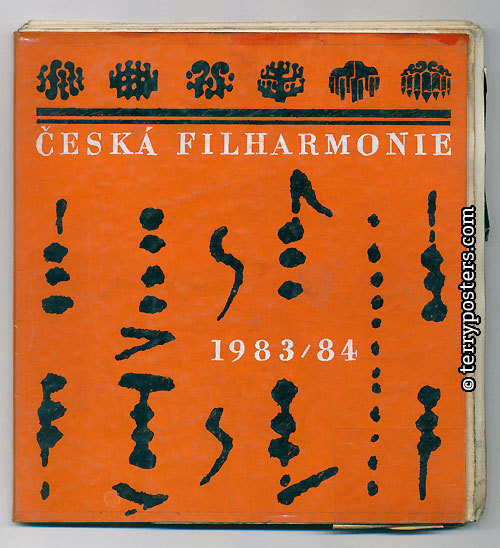 ČESKÁ FILHARMONIE
1983/84
© terryposters.com